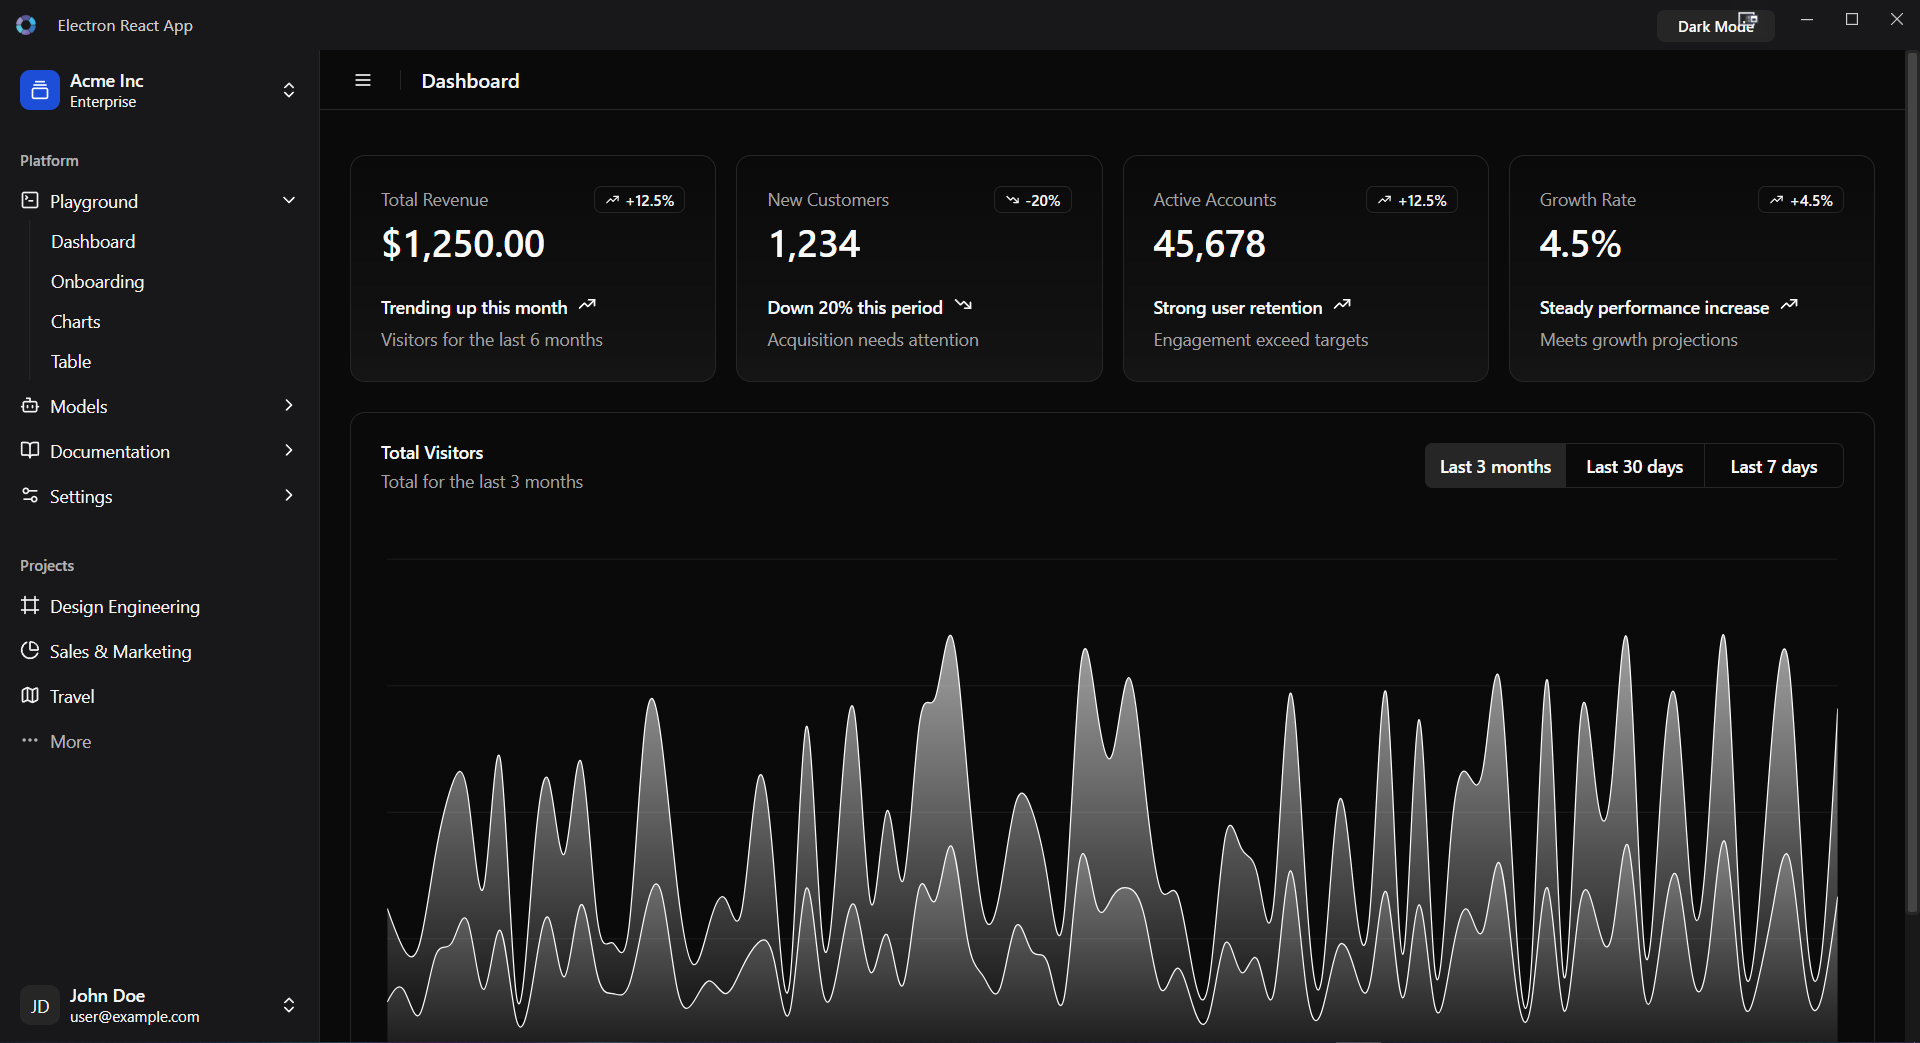 Electron React App
Dark Mode
Acme Inc
Enterprise
Dashboard
Platform
Playground
Dashboard
Onboarding
Charts
Table
Models
Documentation
Settings
Projects
Design Engineering
Sales & Marketing
Travel
More
JD
John Doe
user@example.com
Total Revenue
+12.5%
$1,250.00
Trending up this month
Visitors for the last 6 months
New Customers
-20%
1,234
Down 20% this period
Acquisition needs attention
Active Accounts
+12.5%
45,678
Strong user retention
Engagement exceed targets
Growth Rate
+4.5%
4.5%
Steady performance increase
Meets growth projections
Total Visitors
Total for the last 3 months
Last 3 months
Last 30 days
Last 7 days